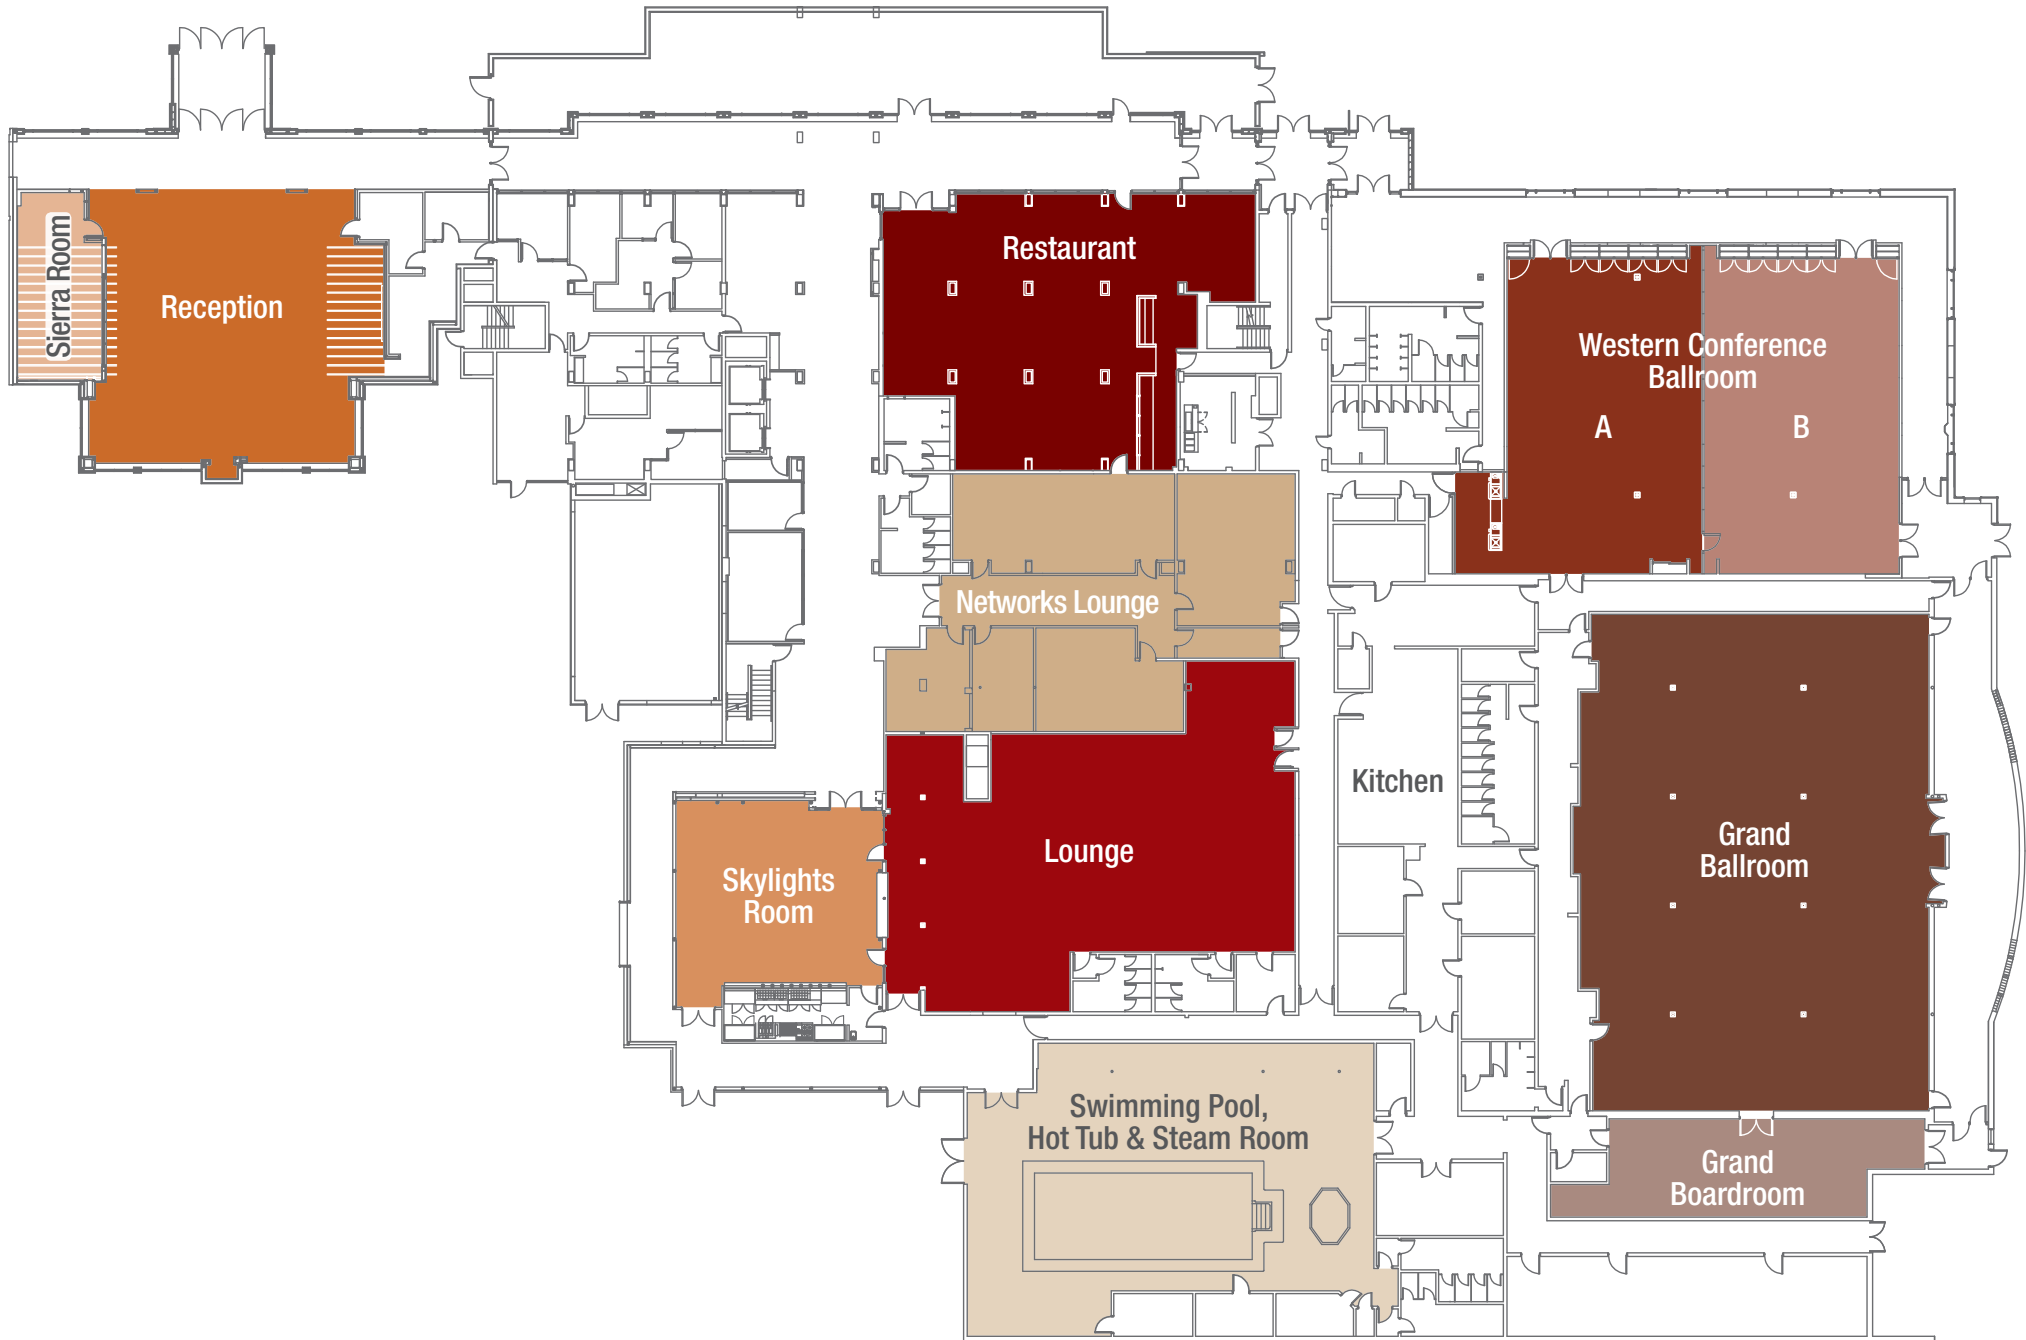 Sierra Room
Reception
Restaurant
Western Conference
Ballroom
A
B
Networks Lounge
Kitchen
Lounge
Grand
Ballroom
Skylights
Room
Swimming Pool,
Hot Tub & Steam Room
Grand
Boardroom